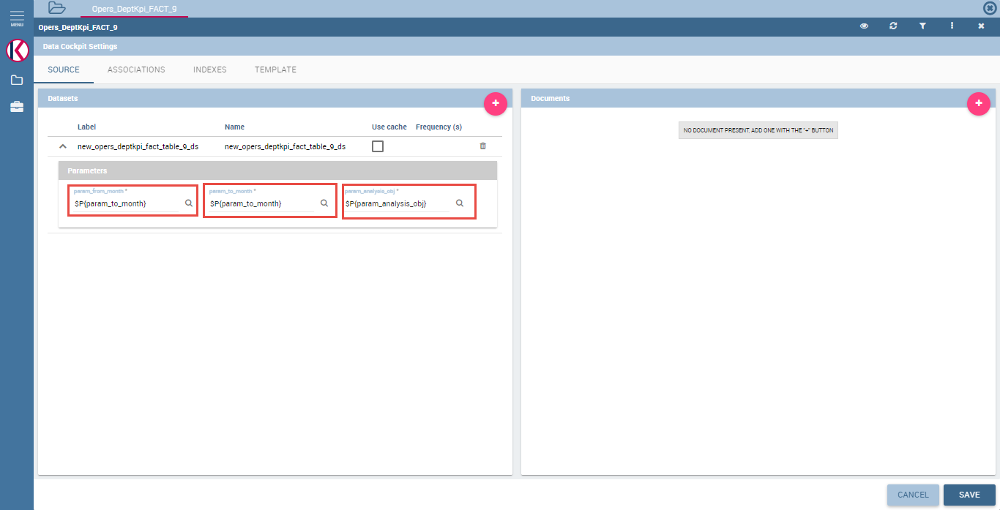 MENU
Opers_DeptKpi_FACT_9
Opers_DeptKpi_FACT_9
Data Cockpit Settings
SOURCE ASSOCIATIONS INDEXES TEMPLATE
Datasets
+
Label Name Use cache Frequency (s)
new_opers_deptkpi_fact_table_9_ds new_opers_deptkpi_fact_table_9_ds
Parameters
param_from_month * param_to_month * param_analysis_obj *
$P{param_to_month} $P{param_to_month} $P{param_analysis_obj}
Documents
+
NO DOCUMENT PRESENT, ADD ONE WITH THE "+" BUTTON
CANCEL SAVE